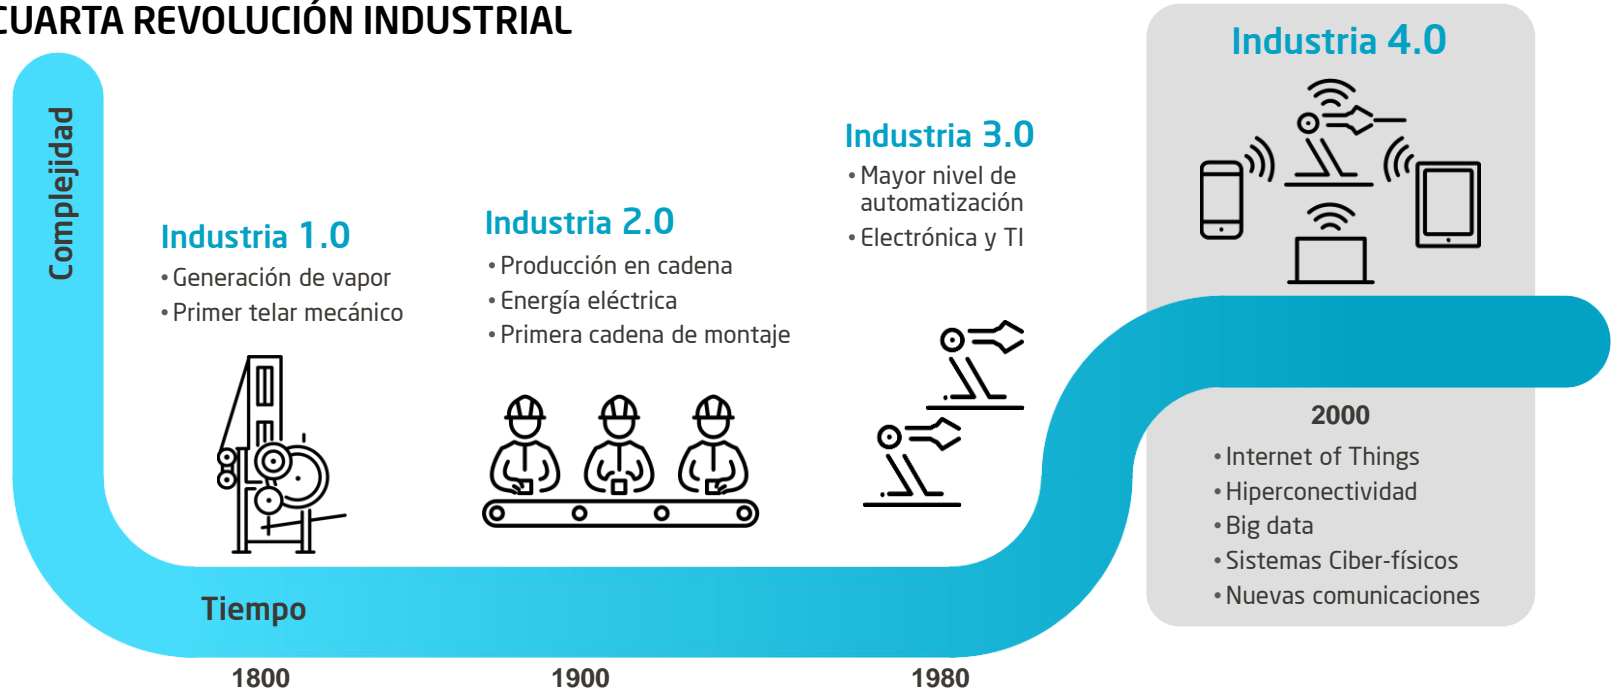 CUARTA REVOLUCIÓN INDUSTRIAL
Complejidad
Industria 1.0
• Generación de vapor
• Primer telar mecánico
Industria 2.0
• Producción en cadena
• Energía eléctrica
• Primera cadena de montaje
Industria 3.0
• Mayor nivel de
automatización
• Electrónica y TI
Industria 4.0
2000
• Internet of Things
• Hiperconectividad
• Big data
• Sistemas Ciber-físicos
• Nuevas comunicaciones
Tiempo
1800
1900
1980